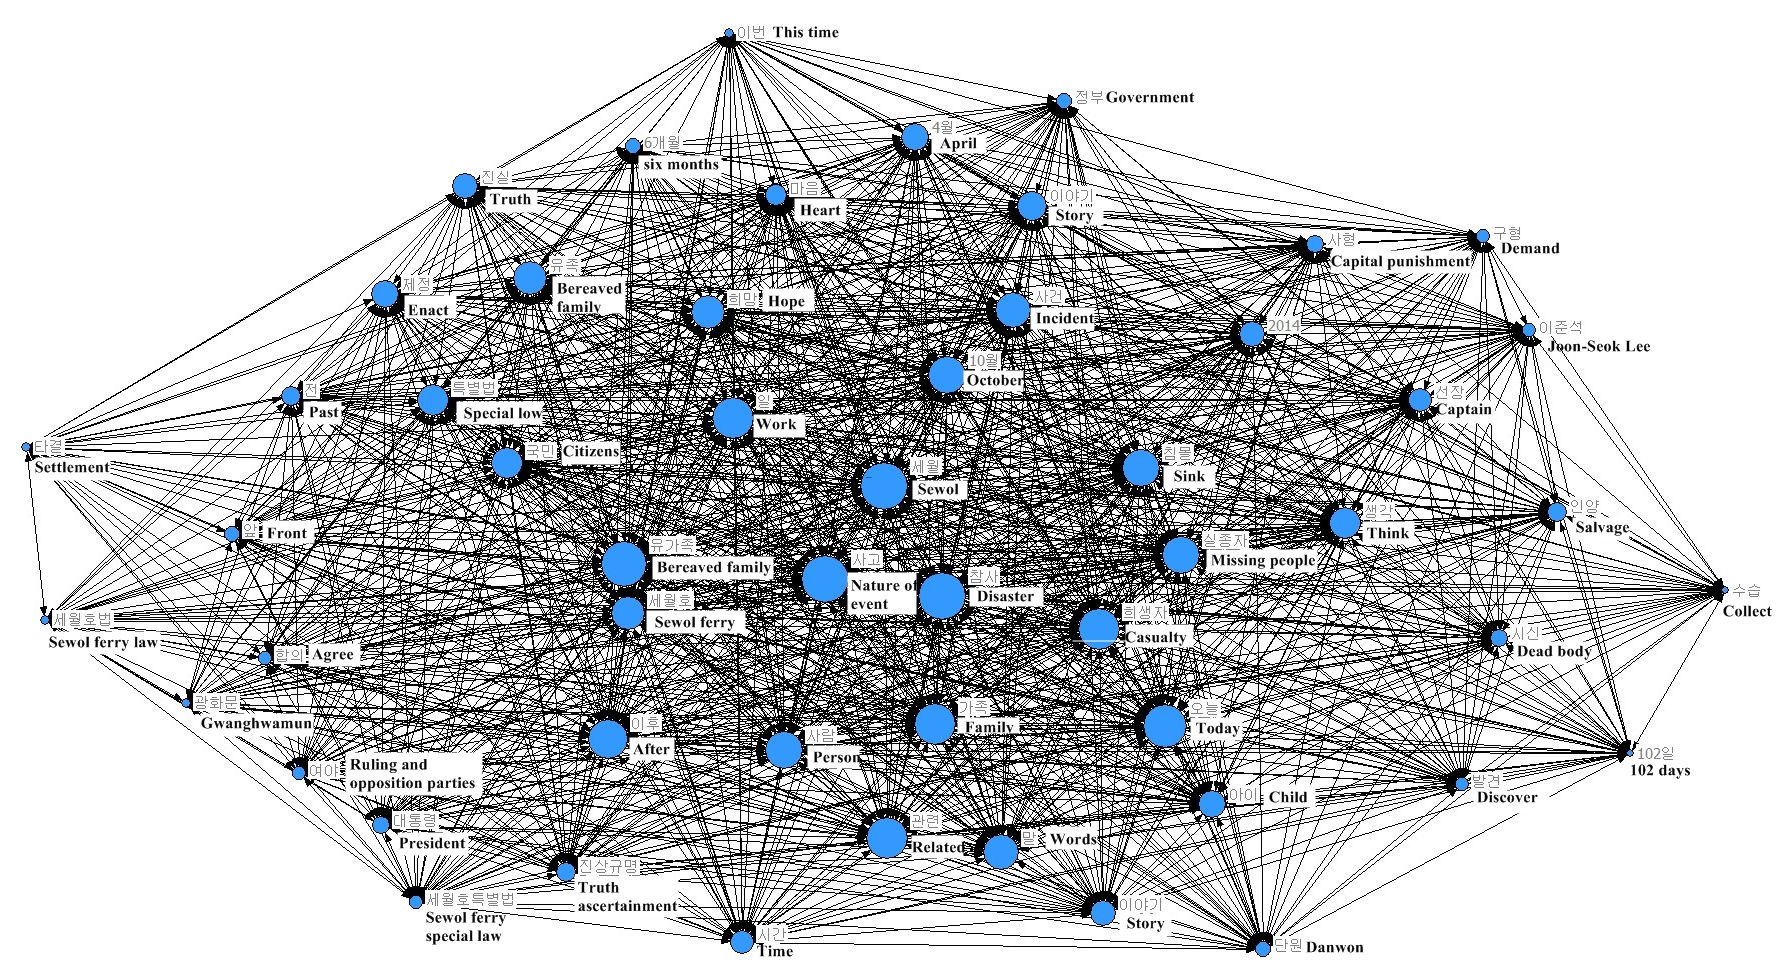 이번 This time
정부 Government
4월
April
6개월
six months
진실
Truth
마음
Heart
이야기
Story
사형
Capital punishment
구형
Demand
유족
Bereaved
family
제정
Enact
희망 Hope
사건
Incident
2014
이준석
Joon-Seok Lee
10월
October
전
Past
특별법
Special low
일
Work
선장
Captain
타결
Settlement
국민 Citizens
세월
Sewol
침몰
Sink
인양
Salvage
생각
Think
앞 Front
유가족
Bereaved family
사고
Nature of
event
참사
Disaster
실종자
Missing people
수습
Collect
세월호법
Sewol ferry law
세월호
Sewol ferry
희생자
Casualty
시신
Dead body
합의 Agree
광화문
Gwanghwamun
이후
After
사람
Person
가족
Family
오늘
Today
102일
102 days
여야
Ruling and
opposition parties
발견
Discover
아이 Child
대통령
President
관련
Related
말 Words
진상규명
Truth
ascertainment
세월호특별법
Sewol ferry
special law
이야기
Story
시간
Time
단원 Danwon